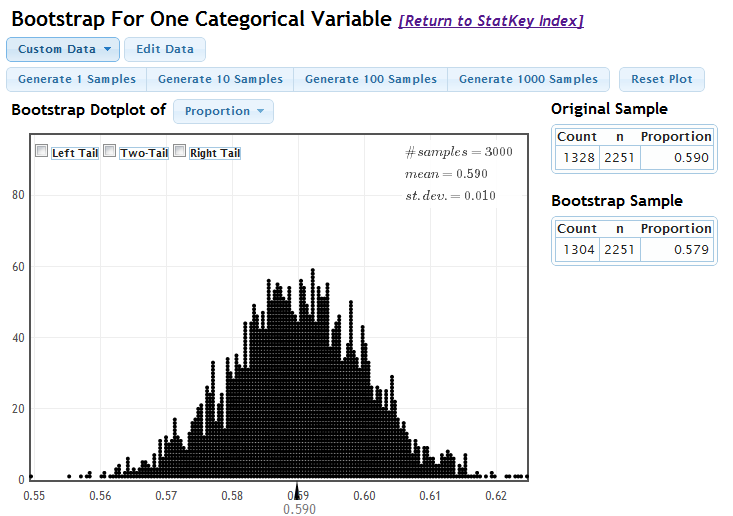 Bootstrap For One Categorical Variable [Return to StatKey Index]
Custom Data Edit Data
Generate 1 Samples Generate 10 Samples Generate 100 Samples Generate 1000 Samples Reset Plot
Bootstrap Dotplot of Proportion
Left Tail Two-Tail Right Tail
# samples = 3000
mean = 0.590
st. dev. = 0.010
80
60
40
20
0
0.55 0.56 0.57 0.58 0.59 0.60 0.61 0.62
0.590
Original Sample
Count n Proportion
1328 2251 0.590
Bootstrap Sample
Count n Proportion
1304 2251 0.579